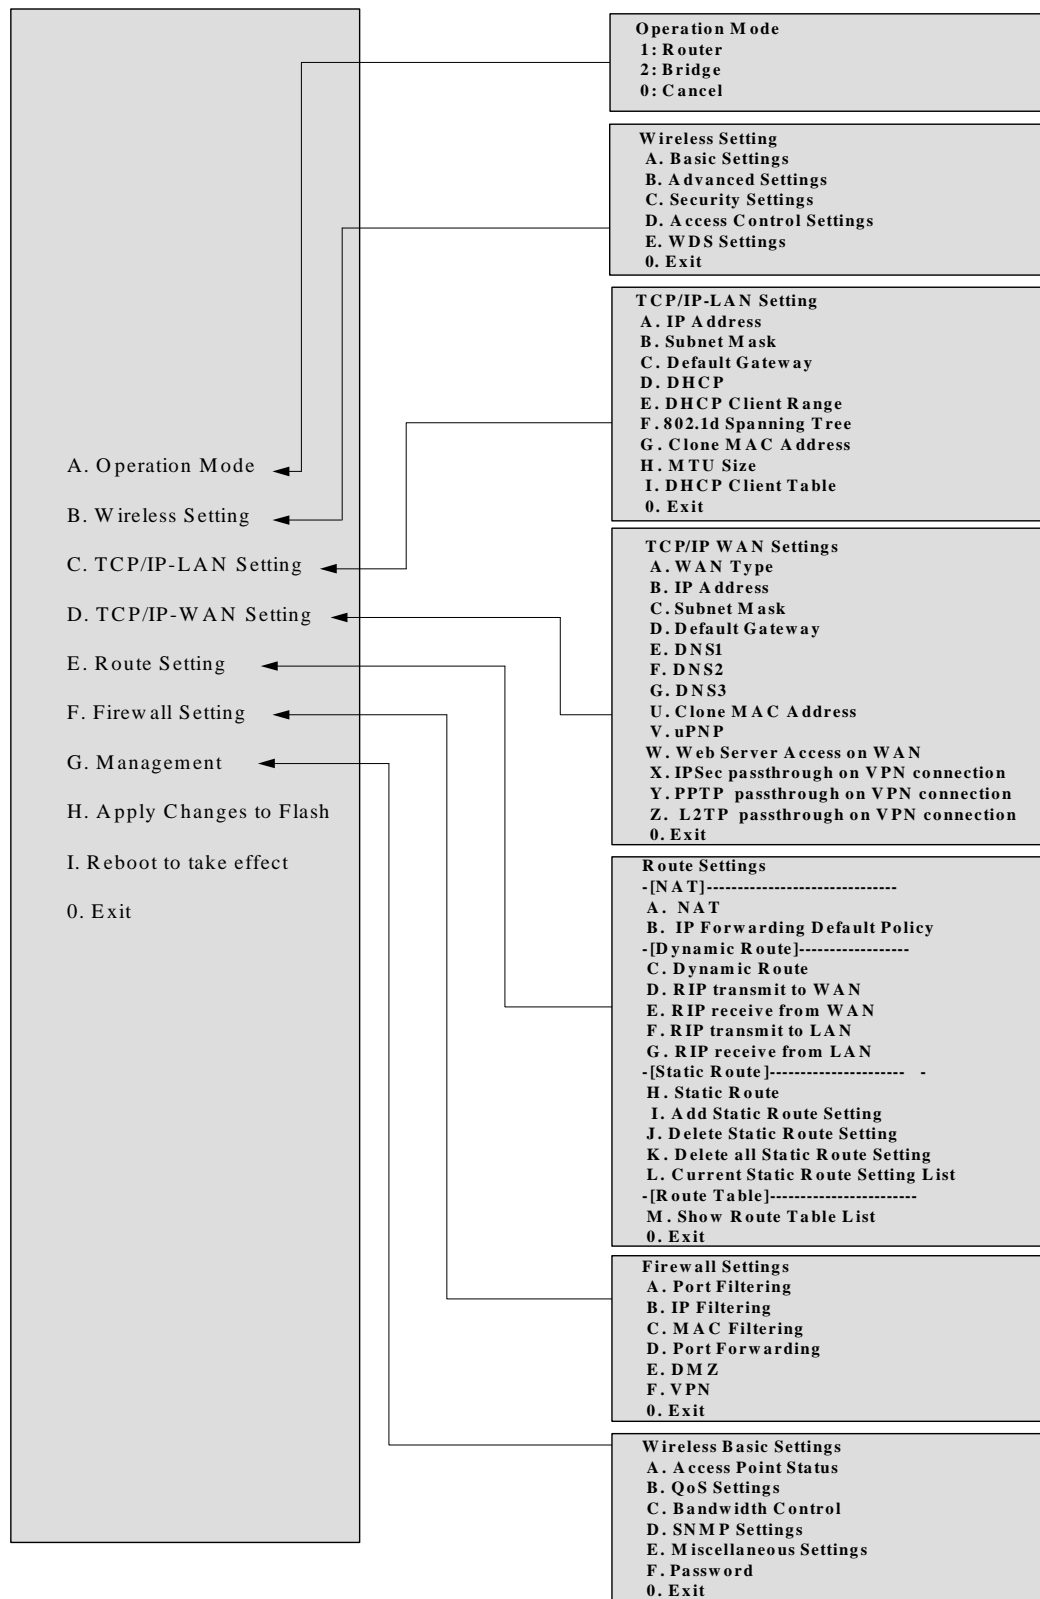 A. Operation Mode
B. Wireless Setting
C. TCP/IP-LAN Setting
D. TCP/IP-WAN Setting
E. Route Setting
F. Firewall Setting
G. Management
H. Apply Changes to Flash
I. Reboot to take effect
0. Exit
Operation Mode
1: Router
2: Bridge
0: Cancel
Wireless Setting
A. Basic Settings
B. Advanced Settings
C. Security Settings
D. Access Control Settings
E. WDS Settings
0. Exit
TCP/IP-LAN Setting
A. IP Address
B. Subnet Mask
C. Default Gateway
D. DHCP
E. DHCP Client Range
F. 802.1d Spanning Tree
G. Clone MAC Address
H. MTU Size
I. DHCP Client Table
0. Exit
TCP/IP WAN Settings
A. WAN Type
B. IP Address
C. Subnet Mask
D. Default Gateway
E. DNS1
F. DNS2
G. DNS3
U. Clone MAC Address
V. uPNP
W. Web Server Access on WAN
X. IPSec passthrough on VPN connection
Y. PPTP passthrough on VPN connection
Z. L2TP passthrough on VPN connection
0. Exit
Route Settings
-[NAT]-------------------------------
A. NAT
B. IP Forwarding Default Policy
-[Dynamic Route]------------------
C. Dynamic Route
D. RIP transmit to WAN
E. RIP receive from WAN
F. RIP transmit to LAN
G. RIP receive from LAN
-[Static Route]---------------------- -
H. Static Route
I. Add Static Route Setting
J. Delete Static Route Setting
K. Delete all Static Route Setting
L. Current Static Route Setting List
-[Route Table]------------------------
M. Show Route Table List
0. Exit
Firewall Settings
A. Port Filtering
B. IP Filtering
C. MAC Filtering
D. Port Forwarding
E. DMZ
F. VPN
0. Exit
Wireless Basic Settings
A. Access Point Status
B. QoS Settings
C. Bandwidth Control
D. SNMP Settings
E. Miscellaneous Settings
F. Password
0. Exit